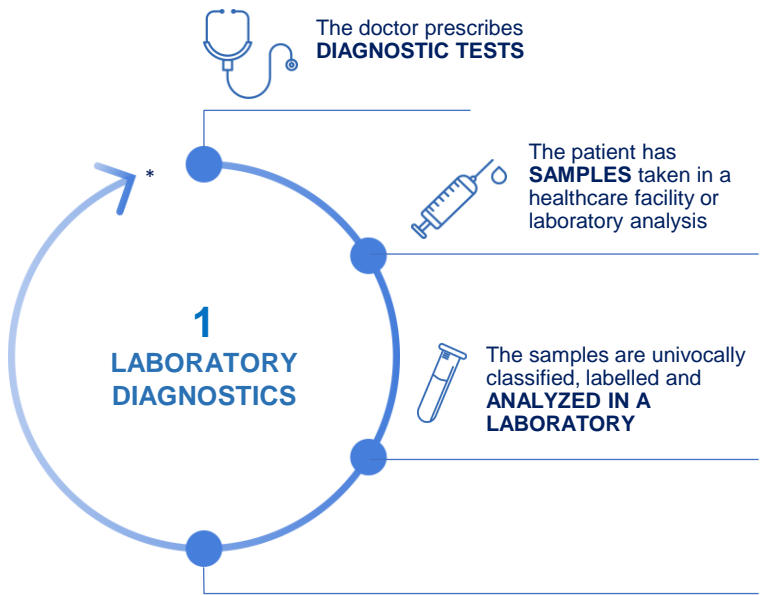 The doctor prescribes
DIAGNOSTIC TESTS
*
The patient has
SAMPLES taken in a
healthcare facility or
laboratory analysis
1
LABORATORY
DIAGNOSTICS
The samples are univocally
classified, labelled and
ANALYZED IN A
LABORATORY